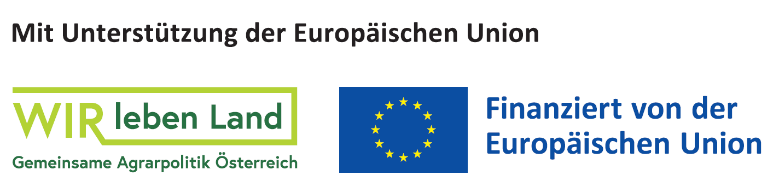 Mit Unterstützung der Europäischen Union
WIR leben Land
Gemeinsame Agrarpolitik Österreich
Finanziert von der
Europäischen Union